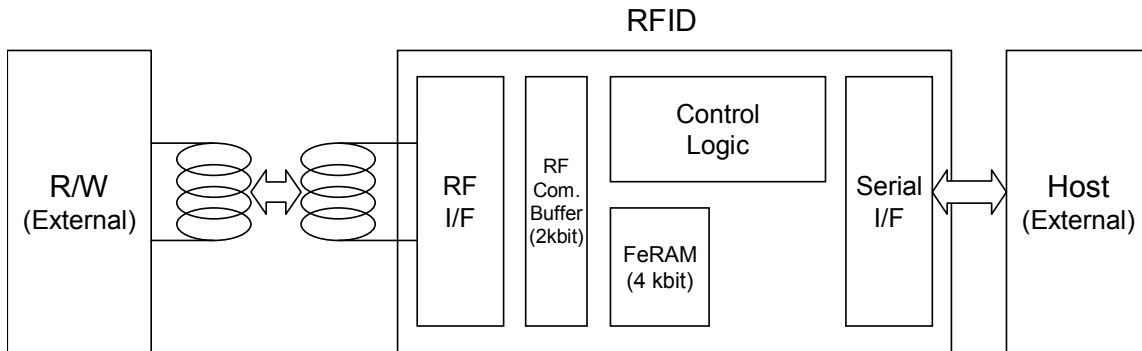 RFID
R/W
(External)
RF
I/F
RF
Com.
Buffer
(2kbit)
Control
Logic
FeRAM
(4 kbit)
Serial
I/F
Host
(External)